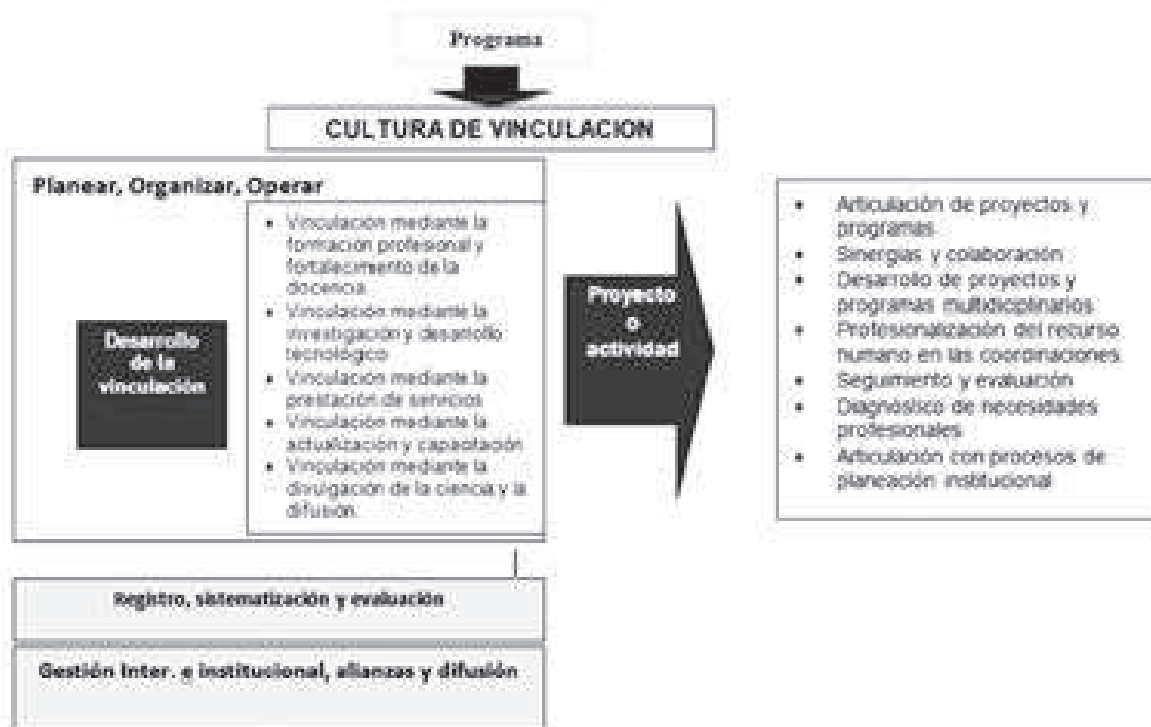 Programa
CULTURA DE VINCULACION
Planear, Organizar, Operar
Desarrollo
de la
vinculación
• Vinculación mediante la
formación profesional y
fortalecimiento de la
docencia
• Vinculación mediante la
investigación y desarrollo
tecnológico
• Vinculación mediante la
prestación de servicios
• Vinculación mediante la
actualización y capacitación
• Vinculación mediante la
divulgación de la ciencia y la
difusión.
Proyecto
o
actividad
• Articulación de proyectos y
programas
• Sinergias y colaboración
• Desarrollo de proyectos y
programas multidiciplinarios
• Profesionalización del recurso
humano en las coordinaciones
• Seguimiento y evaluación
• Diagnóstico de necesidades
profesionales
• Articulación con procesos de
planeación institucional
Registro, sistematización y evaluación
Gestión Inter. e institucional, alianzas y difusión